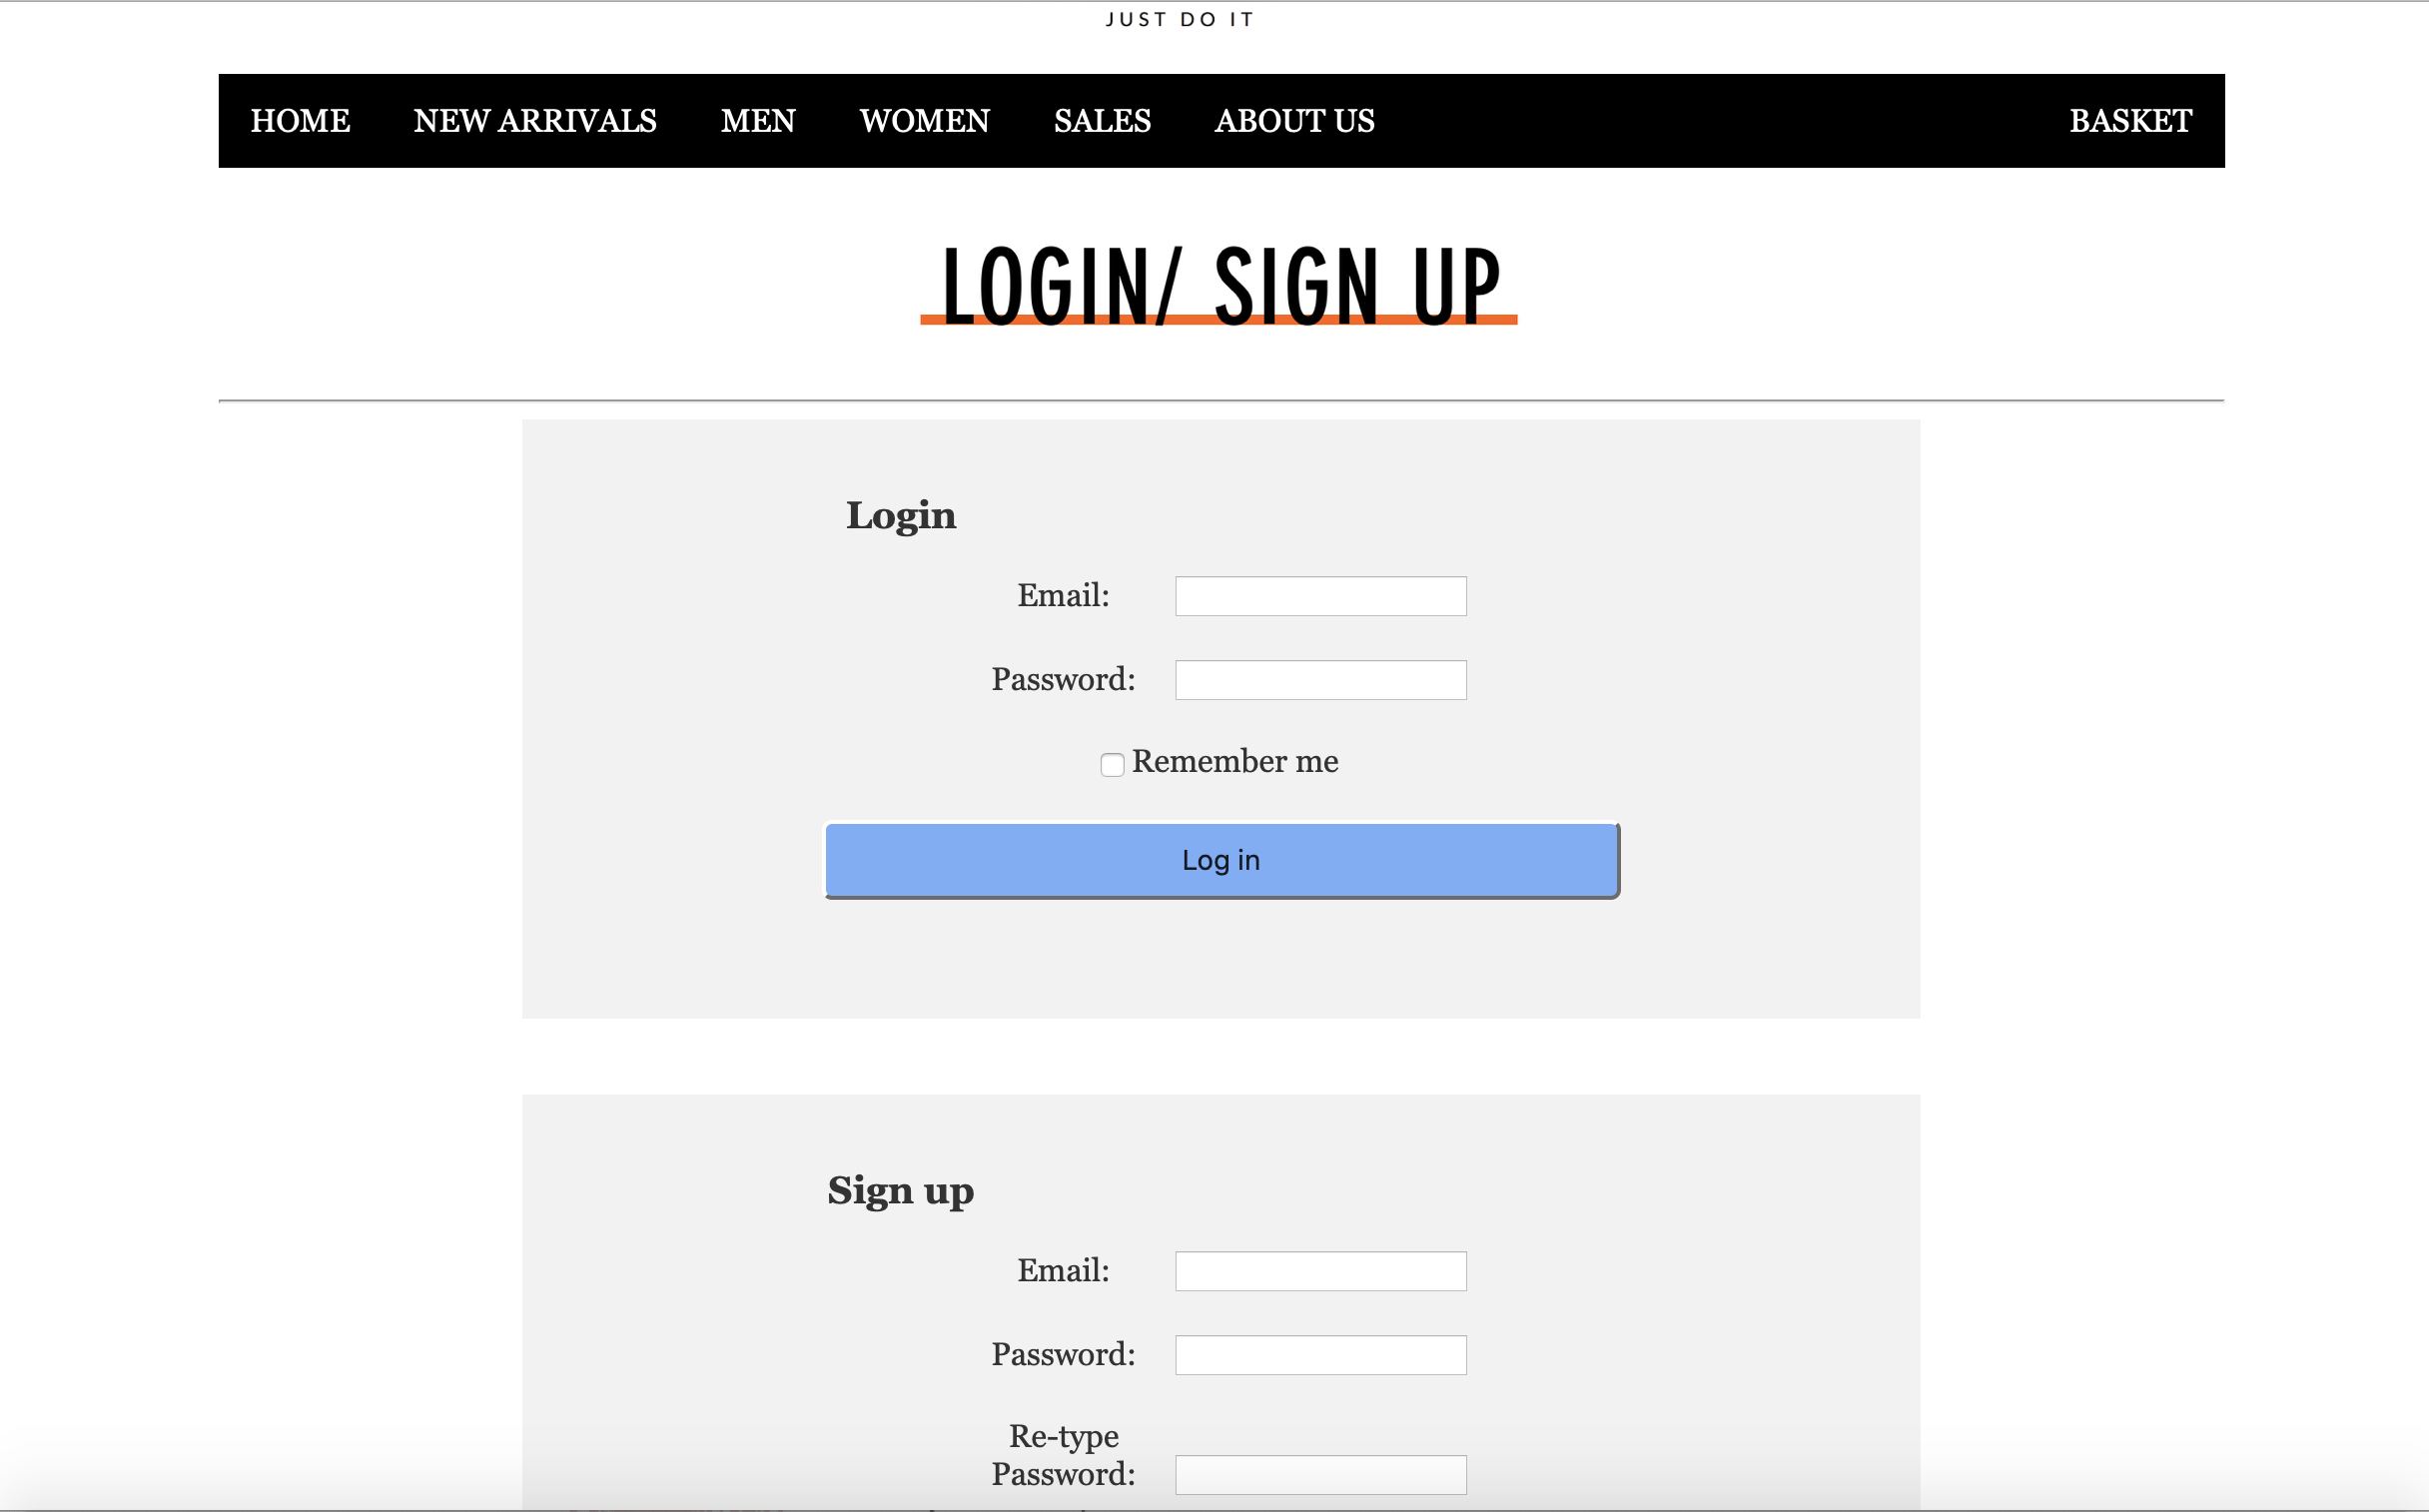 JUST DO IT
HOME NEW ARRIVALS MEN WOMEN SALES ABOUT US BASKET
LOGIN/ SIGN UP
Login
Email:
Password:
Remember me
Log in
Sign up
Email:
Password:
Re-type
Password: